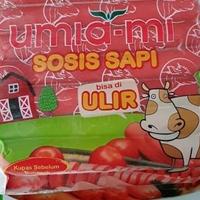 umia-mi
SOSIS SAPI
bisa di
ULIR
Kupas Sebelum